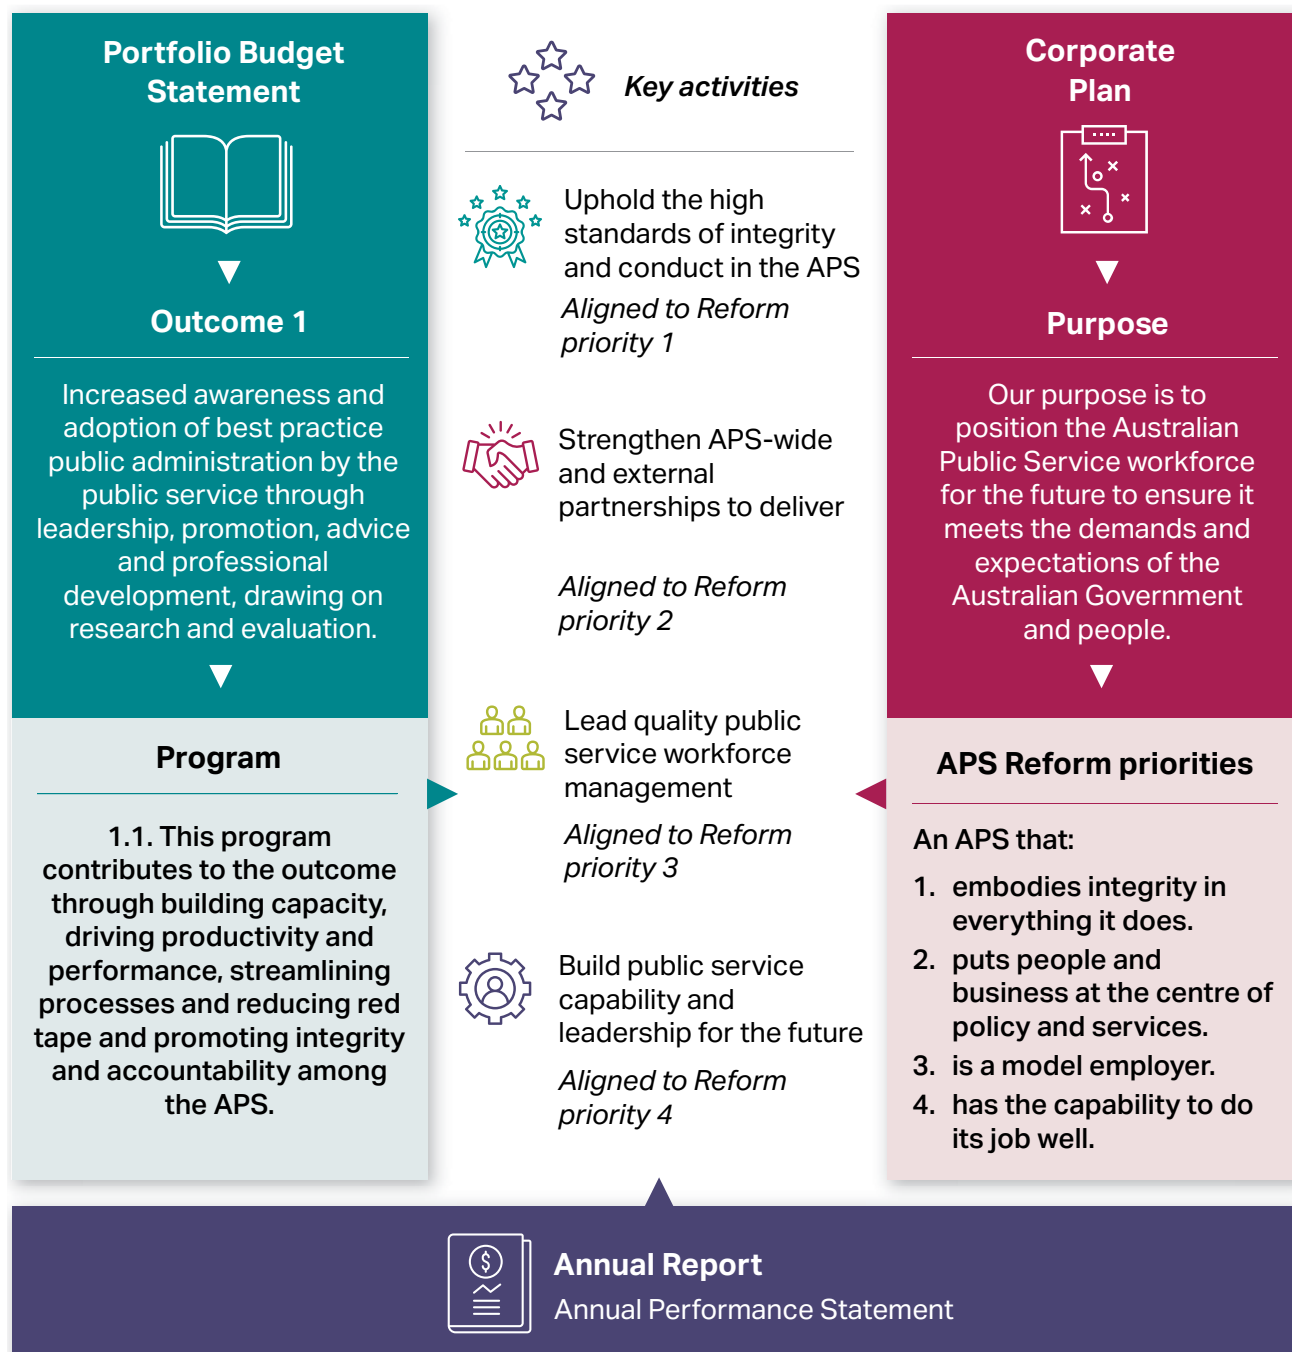 Portfolio Budget
Statement
Outcome 1
Increased awareness and
adoption of best practice
public administration by the
public service through
leadership, promotion, advice
and professional
development, drawing on
research and evaluation.
Program
1.1. This program
contributes to the outcome
through building capacity,
driving productivity and
performance, streamlining
processes and reducing red
tape and promoting integrity
and accountability among
the APS.
Key activities
Uphold the high
standards of integrity
and conduct in the APS
Aligned to Reform
priority 1
Strengthen APS-wide
and external
partnerships to deliver
Aligned to Reform
priority 2
Lead quality public
service workforce
management
Aligned to Reform
priority 3
Build public service
capability and
leadership for the future
Aligned to Reform
priority 4
Corporate
Plan
Purpose
Our purpose is to
position the Australian
Public Service workforce
for the future to ensure it
meets the demands and
expectations of the
Australian Government
and people.
APS Reform priorities
An APS that:
1. embodies integrity in
everything it does.
2. puts people and
business at the centre of
policy and services.
3. is a model employer.
4. has the capability to do
its job well.
$
Annual Report
Annual Performance Statement